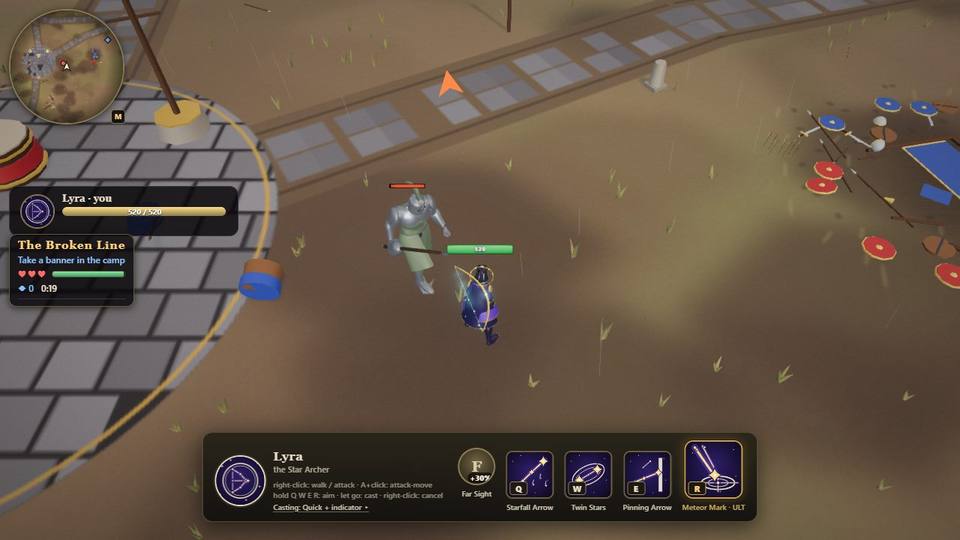 M
Lyra · you
520 / 520
The Broken Line
Take a banner in the camp
0 0:19
520
Lyra
the Star Archer
right-click: walk / attack · A+click: attack-move
hold Q W E R: aim · let go: cast · right-click: cancel
Casting: Quick + indicator
F
+30%
Far Sight
Q
Starfall Arrow
W
Twin Stars
E
Pinning Arrow
R
Meteor Mark · ULT